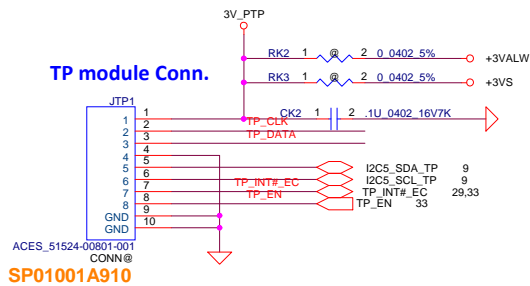 3V_PTP
RK2 1 @ 2 0_0402_5% +3VALW
TP module Conn.
RK3 1 @ 2 0_0402_5% +3VS
JTP1
CK2 1 2 .1U_0402_16V7K
1 1
TP_CLK
2 2
TP_DATA
3 3
4 4
5 5 I2C5_SDA_TP 9
6 6 I2C5_SCL_TP 9
TP_INT#_EC
7 7 TP_INT#_EC 29,33
TP_EN
8 8 TP_EN 33
GND 9
GND 10
ACES_51524-00801-001
CONN@
SP01001A910